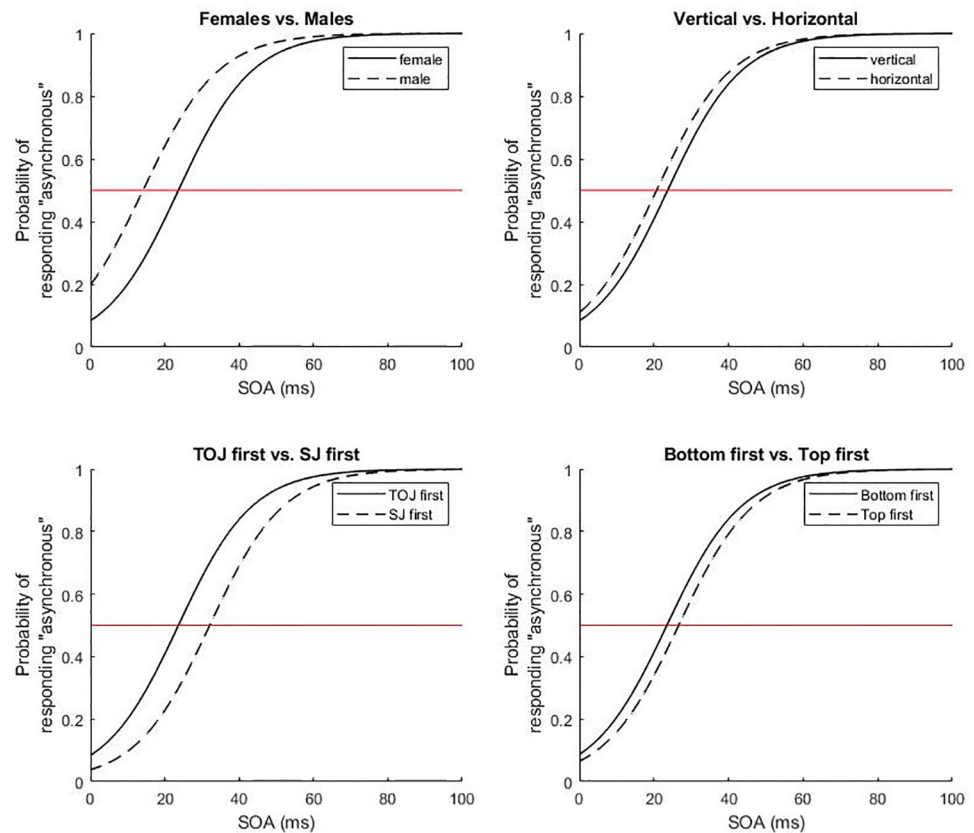 Females vs. Males
1
0.8
0.6
0.4
0.2
0
Probability of
responding "asynchronous"
female
male
0 20 40 60 80 100
SOA (ms)
Vertical vs. Horizontal
1
0.8
0.6
0.4
0.2
0
Probability of
responding "asynchronous"
vertical
horizontal
0 20 40 60 80 100
SOA (ms)
TOJ first vs. SJ first
1
0.8
0.6
0.4
0.2
0
Probability of
responding "asynchronous"
TOJ first
SJ first
0 20 40 60 80 100
SOA (ms)
Bottom first vs. Top first
1
0.8
0.6
0.4
0.2
0
Probability of
responding "asynchronous"
Bottom first
Top first
0 20 40 60 80 100
SOA (ms)